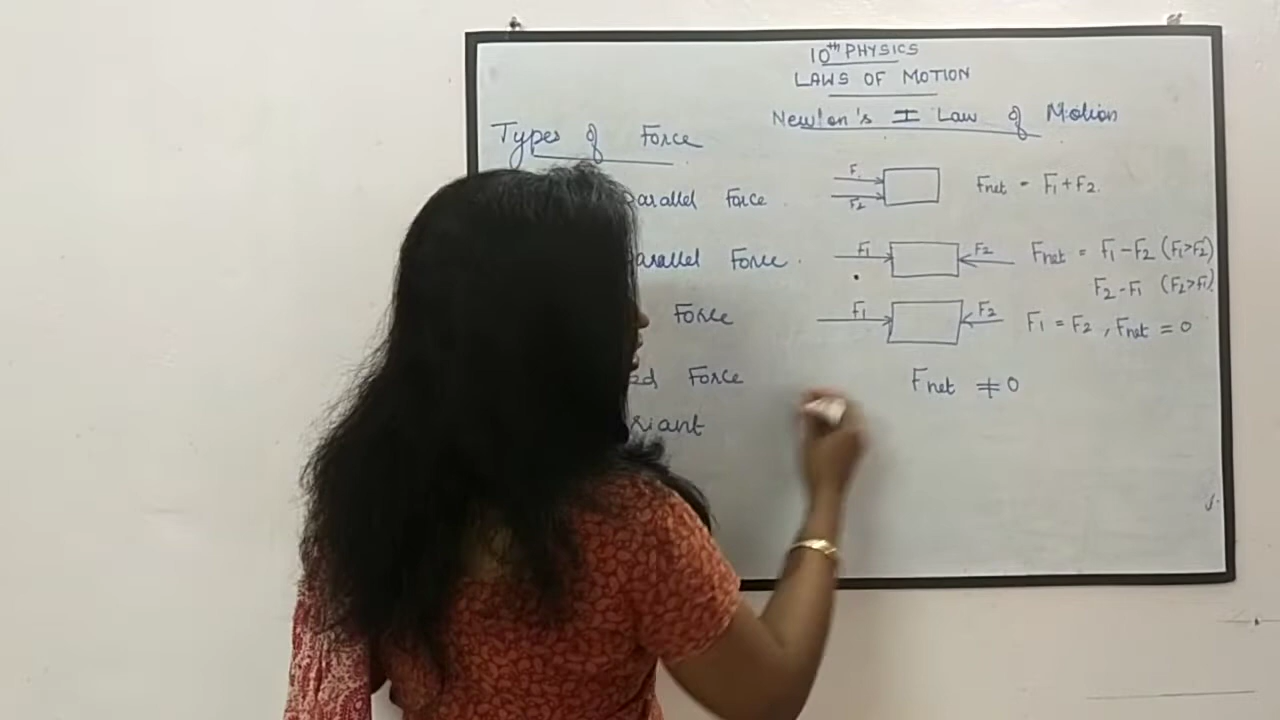 10th PHYSICS
LAWS OF MOTION
Newton's I Law of Motion
Types of Force
Parallel Force
F1
F2
Fnet = F1 + F2.
parallel Force.
F1
F2
Fnet = F1 - F2 (F1>F2)
F2 - F1 (F2>F1)
Force
F1
F2
F1 = F2, Fnet = 0
Force
Fnet ≠ 0